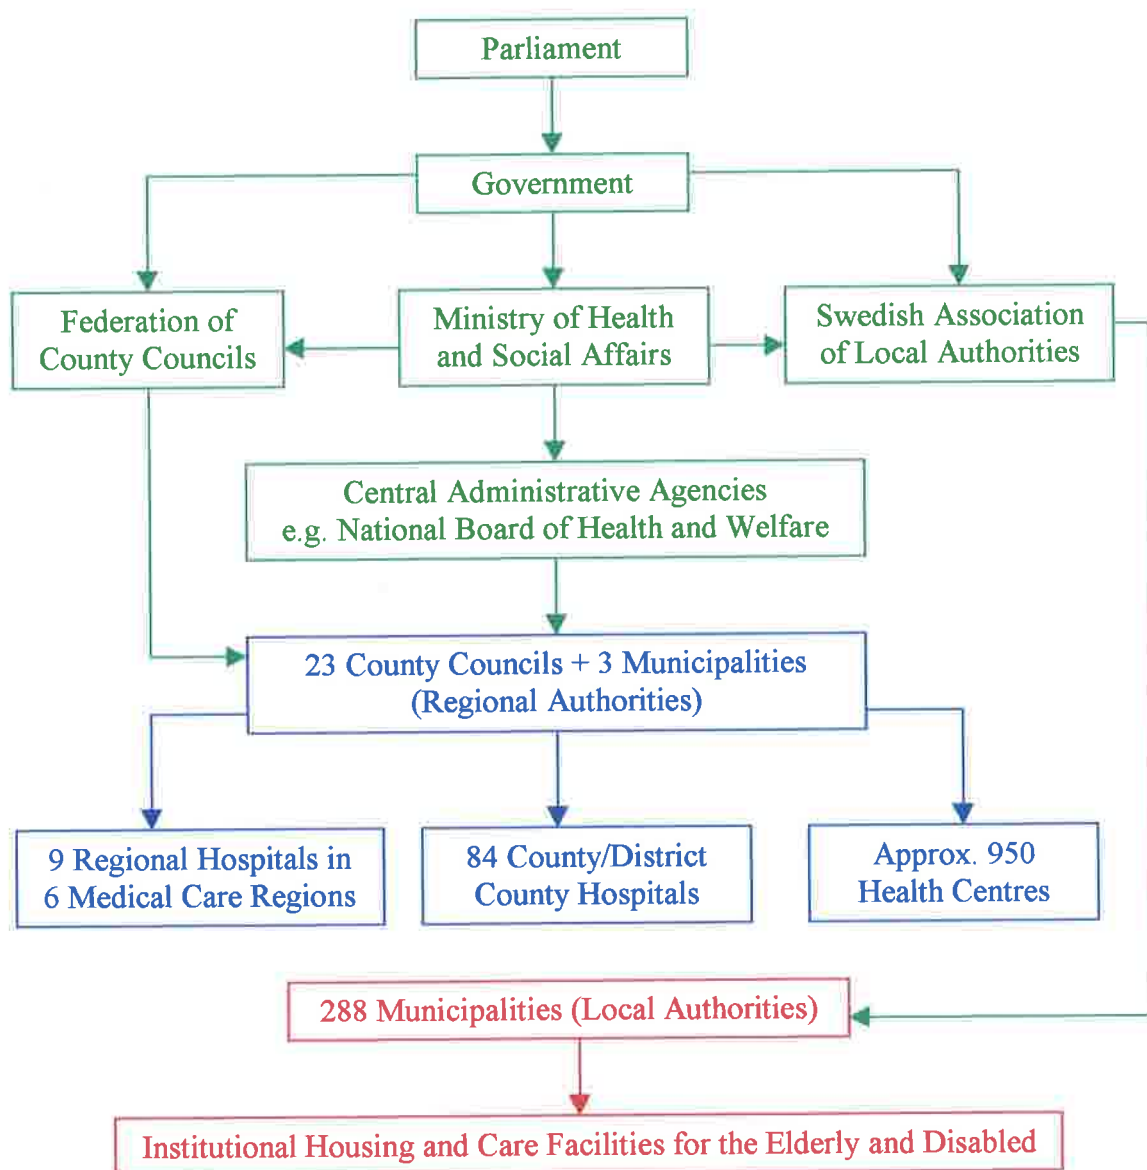 Parliament
Government
Federation of
County Councils
Ministry of Health
and Social Affairs
Swedish Association
of Local Authorities
Central Administrative Agencies
e.g. National Board of Health and Welfare
23 County Councils + 3 Municipalities
(Regional Authorities)
9 Regional Hospitals in
6 Medical Care Regions
84 County/District
County Hospitals
Approx. 950
Health Centres
288 Municipalities (Local Authorities)
Institutional Housing and Care Facilities for the Elderly and Disabled